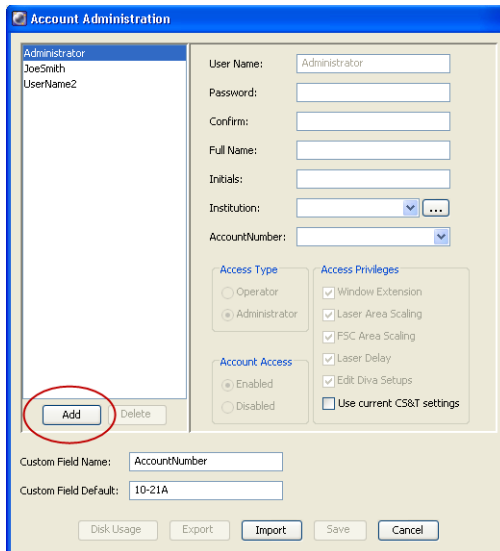 Account Administration
Administrator
JoeSmith
UserName2
User Name: Administrator
Password:
Confirm:
Full Name:
Initials:
Institution: ...
AccountNumber:
Access Type
Operator
Administrator
Access Privileges
Window Extension
Laser Area Scaling
FSC Area Scaling
Laser Delay
Edit Diva Setups
Use current CS&T settings
Account Access
Enabled
Disabled
Add Delete
Custom Field Name: AccountNumber
Custom Field Default: 10-21A
Disk Usage Export Import Save Cancel